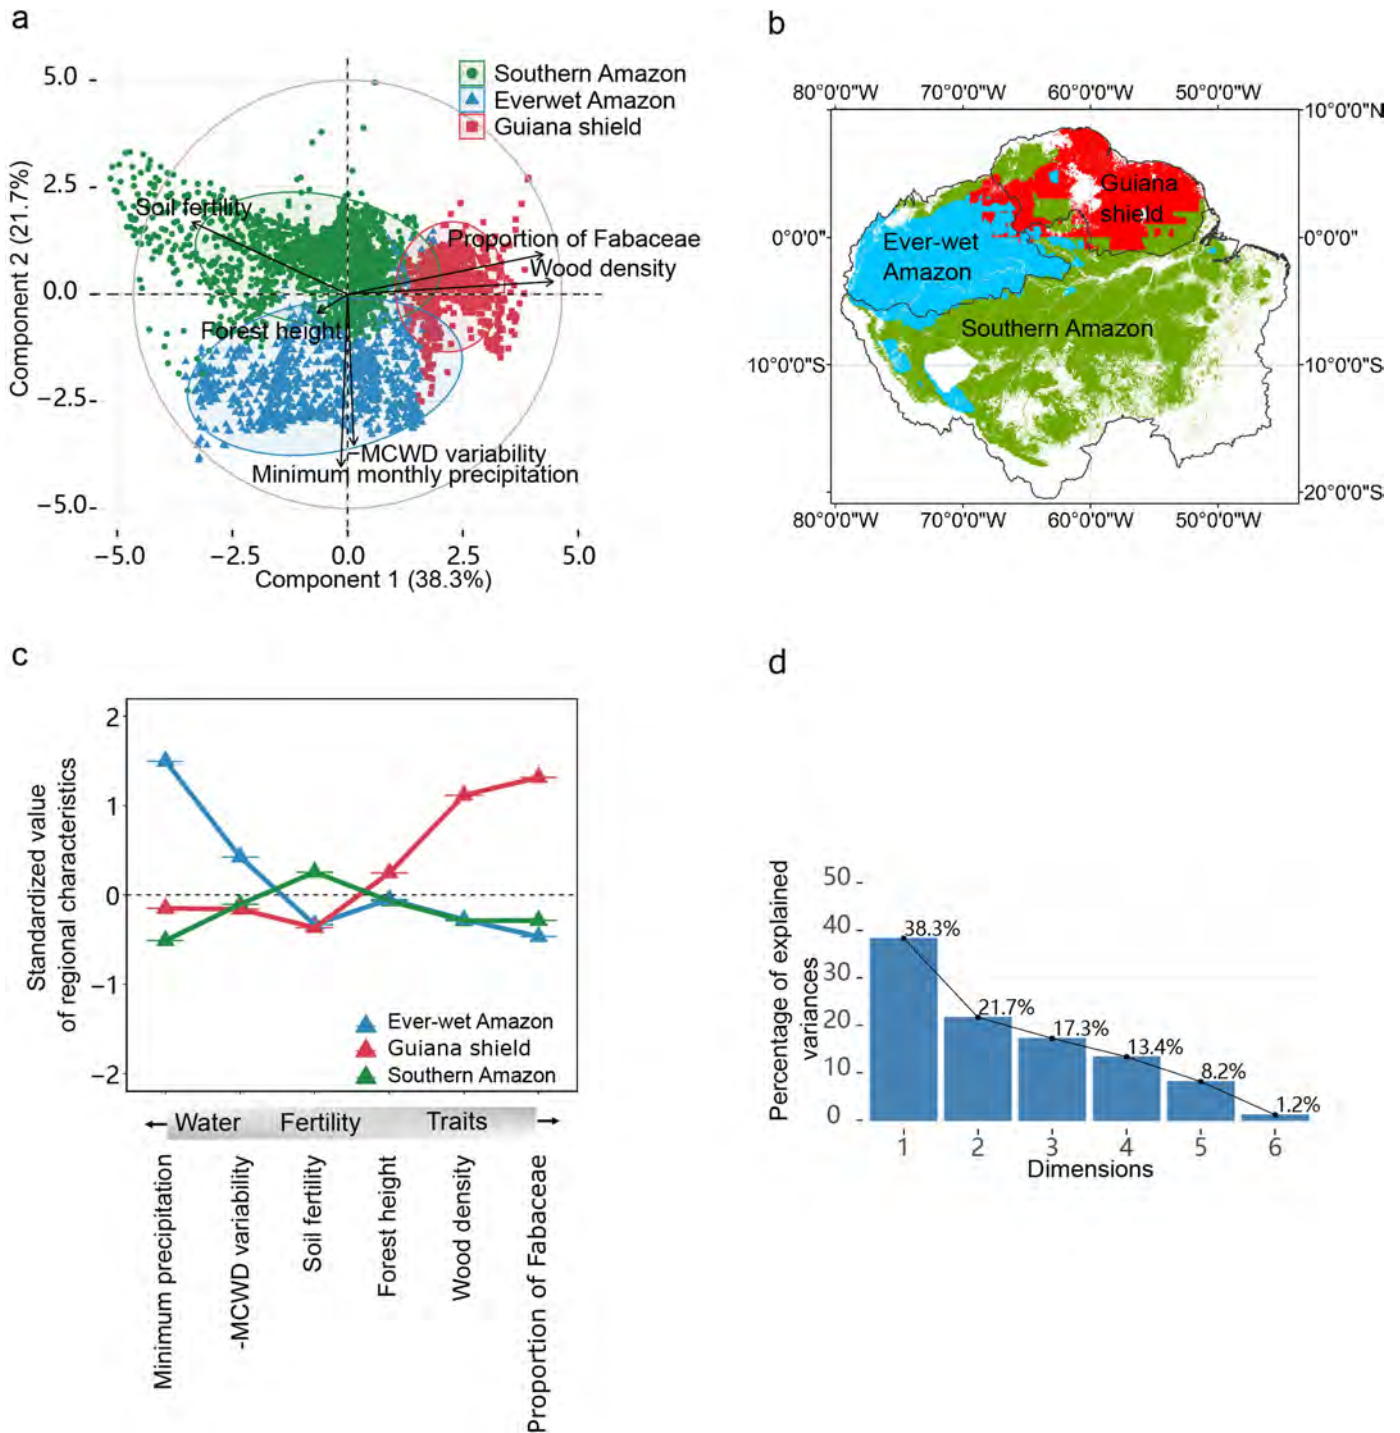 a
Southern Amazon
Everwet Amazon
Guiana shield
5.0
2.5
0.0
−2.5
−5.0
Component 2 (21.7%)
Soil fertility
Proportion of Fabaceae
Wood density
Forest height
−MCWD variability
Minimum monthly precipitation
−5.0 −2.5 0.0 2.5 5.0
Component 1 (38.3%)
b
80°0'0"W 70°0'0"W 60°0'0"W 50°0'0"W
10°0'0"N
0°0'0"
0°0'0"
10°0'0"S
10°0'0"S
20°0'0"S
Guiana
shield
Ever-wet
Amazon
Southern Amazon
80°0'0"W 70°0'0"W 60°0'0"W 50°0'0"W
c
2
1
0
−1
−2
Standardized value
of regional characteristics
Ever-wet Amazon
Guiana shield
Southern Amazon
Water Fertility Traits
Minimum precipitation
-MCWD variability
Soil fertility
Forest height
Wood density
Proportion of Fabaceae
d
50
40
30
20
10
0
Percentage of explained
variances
38.3%
21.7%
17.3%
13.4%
8.2%
1.2%
1 2 3 4 5 6
Dimensions